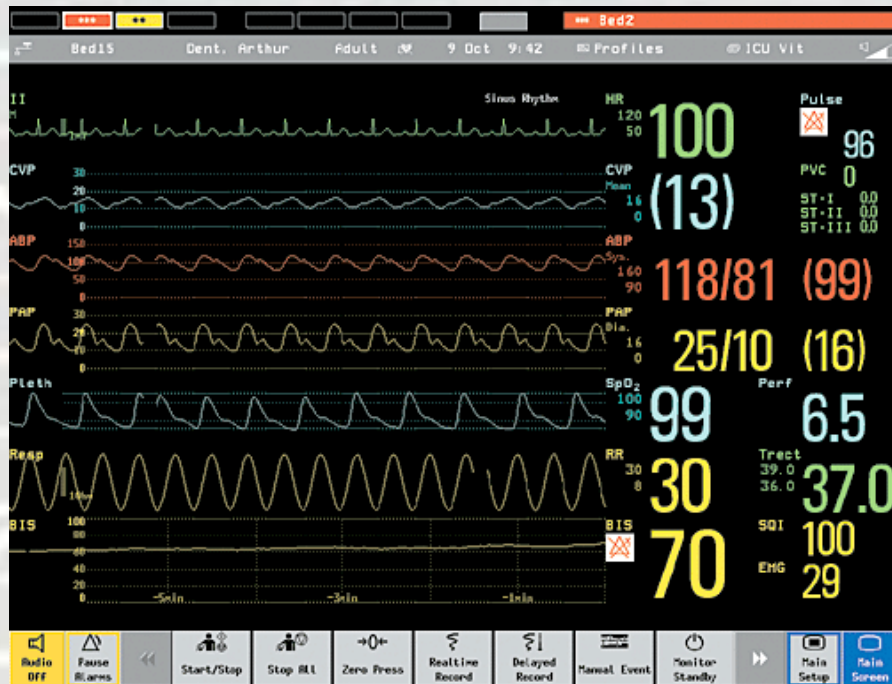 *** ** *** Bed2
Bed15 Dent, Arthur Adult 9 Oct 9:42 Profiles ICU Vit
II Sinus Rhythm HR Pulse
M 120 100
1mV 50 96
CVP 30 CVP PVC 0
20 Mean (13)
10 16 ST-I 0.0
0 0 ST-II 0.0
ST-III 0.0
ABP 150 ABP
100 Sys. 118/81 (99)
50 160
0 90
PAP 30 PAP
20 Dia. 25/10 (16)
10 16
0 0
Pleth SpO₂ 99 Perf
100 6.5
90
Resp RR 30 Trect
30 39.0 37.0
8 36.0
1Ohm
BIS 100 BIS 70 SQI 100
80
60
40 EMG 29
20
0 -5min -3min -1min
Audio OFF
Pause Alarms
Start/Stop
Stop All
→0← Zero Press
Realtime Record
Delayed Record
Manual Event
Monitor Standby
Main Setup
Main Screen